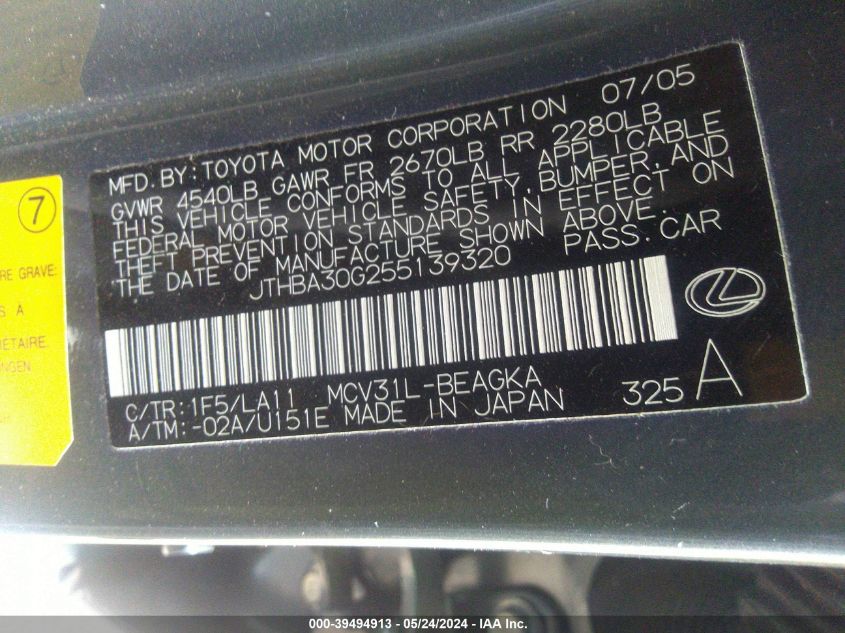 7
RE GRAVE:
S À
ÉTAIRE.
NGEN
MFD. BY: TOYOTA MOTOR CORPORATION 07/05
GVWR 4540LB GAWR FR 2670LB RR 2280LB
THIS VEHICLE CONFORMS TO ALL APPLICABLE
FEDERAL MOTOR VEHICLE SAFETY, BUMPER, AND
THEFT PREVENTION STANDARDS IN EFFECT ON
THE DATE OF MANUFACTURE SHOWN ABOVE.
JTHBA30G255139320 PASS. CAR
C/TR: 1F5/LA11 MCV31L-BEAGKA
A/TM: -02A/U151E MADE IN JAPAN 325 A
000-39494913 - 05/24/2024 - IAA Inc.